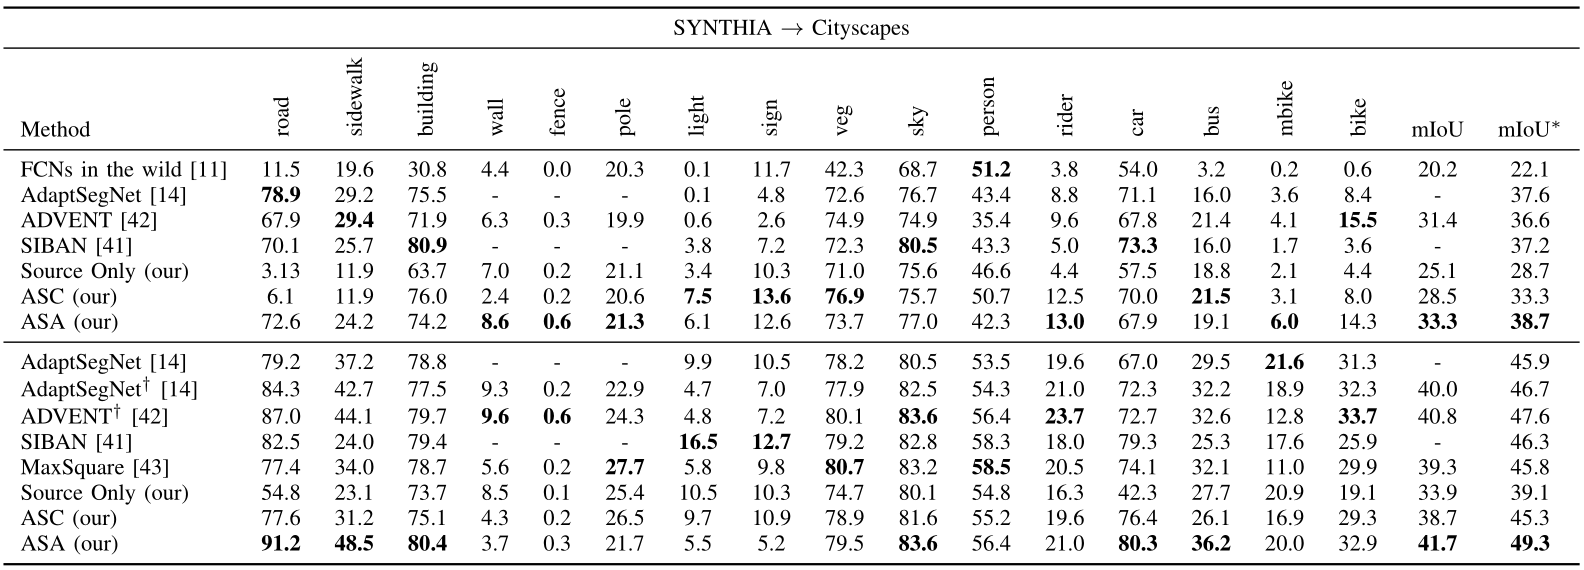 SYNTHIA → Cityscapes
Method road sidewalk building wall fence pole light sign veg sky person rider car bus mbike bike mIoU mIoU*
FCNs in the wild [11] 11.5 19.6 30.8 4.4 0.0 20.3 0.1 11.7 42.3 68.7 51.2 3.8 54.0 3.2 0.2 0.6 20.2 22.1
AdaptSegNet [14] 78.9 29.2 75.5 - - - 0.1 4.8 72.6 76.7 43.4 8.8 71.1 16.0 3.6 8.4 - 37.6
ADVENT [42] 67.9 29.4 71.9 6.3 0.3 19.9 0.6 2.6 74.9 74.9 35.4 9.6 67.8 21.4 4.1 15.5 31.4 36.6
SIBAN [41] 70.1 25.7 80.9 - - - 3.8 7.2 72.3 80.5 43.3 5.0 73.3 16.0 1.7 3.6 - 37.2
Source Only (our) 3.13 11.9 63.7 7.0 0.2 21.1 3.4 10.3 71.0 75.6 46.6 4.4 57.5 18.8 2.1 4.4 25.1 28.7
ASC (our) 6.1 11.9 76.0 2.4 0.2 20.6 7.5 13.6 76.9 75.7 50.7 12.5 70.0 21.5 3.1 8.0 28.5 33.3
ASA (our) 72.6 24.2 74.2 8.6 0.6 21.3 6.1 12.6 73.7 77.0 42.3 13.0 67.9 19.1 6.0 14.3 33.3 38.7
AdaptSegNet [14] 79.2 37.2 78.8 - - - 9.9 10.5 78.2 80.5 53.5 19.6 67.0 29.5 21.6 31.3 - 45.9
AdaptSegNet† [14] 84.3 42.7 77.5 9.3 0.2 22.9 4.7 7.0 77.9 82.5 54.3 21.0 72.3 32.2 18.9 32.3 40.0 46.7
ADVENT† [42] 87.0 44.1 79.7 9.6 0.6 24.3 4.8 7.2 80.1 83.6 56.4 23.7 72.7 32.6 12.8 33.7 40.8 47.6
SIBAN [41] 82.5 24.0 79.4 - - - 16.5 12.7 79.2 82.8 58.3 18.0 79.3 25.3 17.6 25.9 - 46.3
MaxSquare [43] 77.4 34.0 78.7 5.6 0.2 27.7 5.8 9.8 80.7 83.2 58.5 20.5 74.1 32.1 11.0 29.9 39.3 45.8
Source Only (our) 54.8 23.1 73.7 8.5 0.1 25.4 10.5 10.3 74.7 80.1 54.8 16.3 42.3 27.7 20.9 19.1 33.9 39.1
ASC (our) 77.6 31.2 75.1 4.3 0.2 26.5 9.7 10.9 78.9 81.6 55.2 19.6 76.4 26.1 16.9 29.3 38.7 45.3
ASA (our) 91.2 48.5 80.4 3.7 0.3 21.7 5.5 5.2 79.5 83.6 56.4 21.0 80.3 36.2 20.0 32.9 41.7 49.3